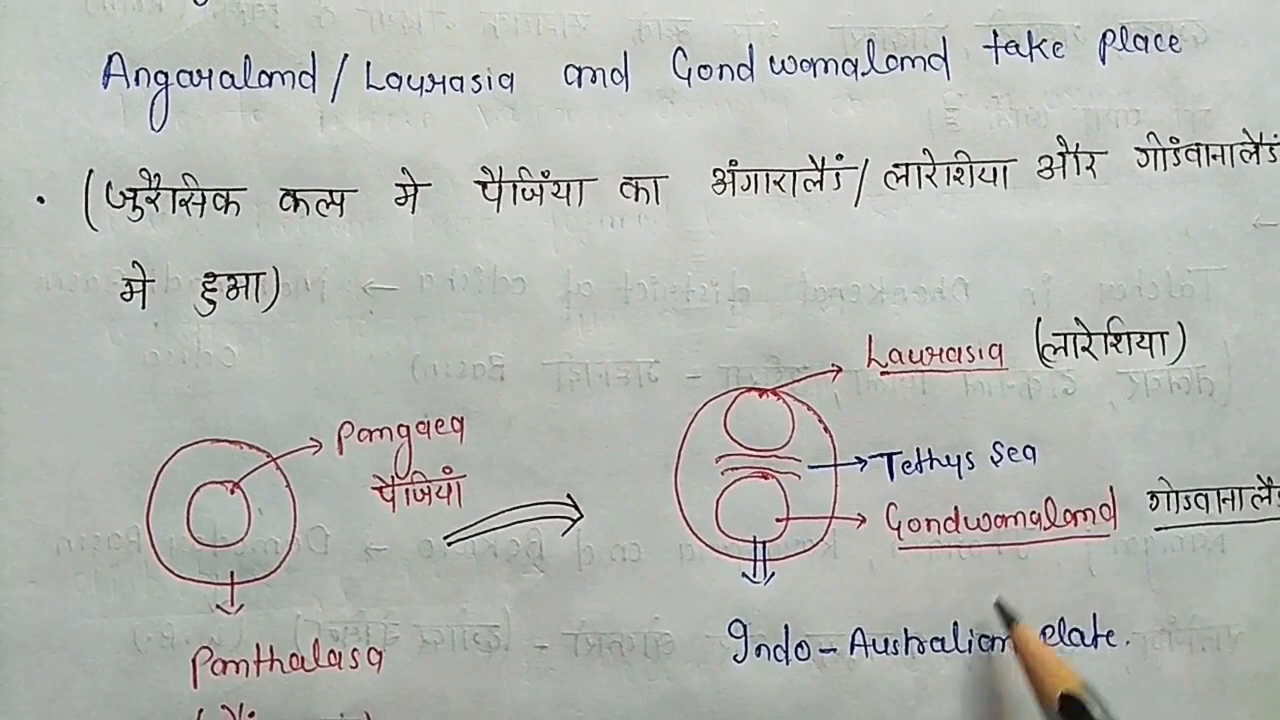 Angaraland / Laurasia and Gondwanaland take place
. (जुरैसिक कल्प मे पैंजिया का अंगारालैंड / लारेशिया और गोंडवानालैंड
मे हुआ)
Laurasia (लारेशिया)
Pangaea
पैंजिया
Tethys Sea
Gondwanaland गोंडवानालैंड
Indo-Australian Plate.
Panthalasa